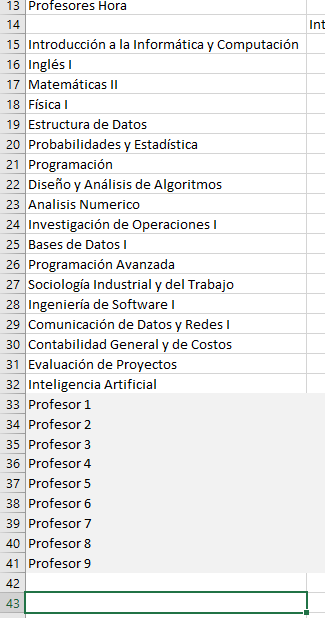 13 Profesores Hora
14 Int
15 Introducción a la Informática y Computación
16 Inglés I
17 Matemáticas II
18 Física I
19 Estructura de Datos
20 Probabilidades y Estadística
21 Programación
22 Diseño y Análisis de Algoritmos
23 Analisis Numerico
24 Investigación de Operaciones I
25 Bases de Datos I
26 Programación Avanzada
27 Sociología Industrial y del Trabajo
28 Ingeniería de Software I
29 Comunicación de Datos y Redes I
30 Contabilidad General y de Costos
31 Evaluación de Proyectos
32 Inteligencia Artificial
33 Profesor 1
34 Profesor 2
35 Profesor 3
36 Profesor 4
37 Profesor 5
38 Profesor 6
39 Profesor 7
40 Profesor 8
41 Profesor 9
42
43